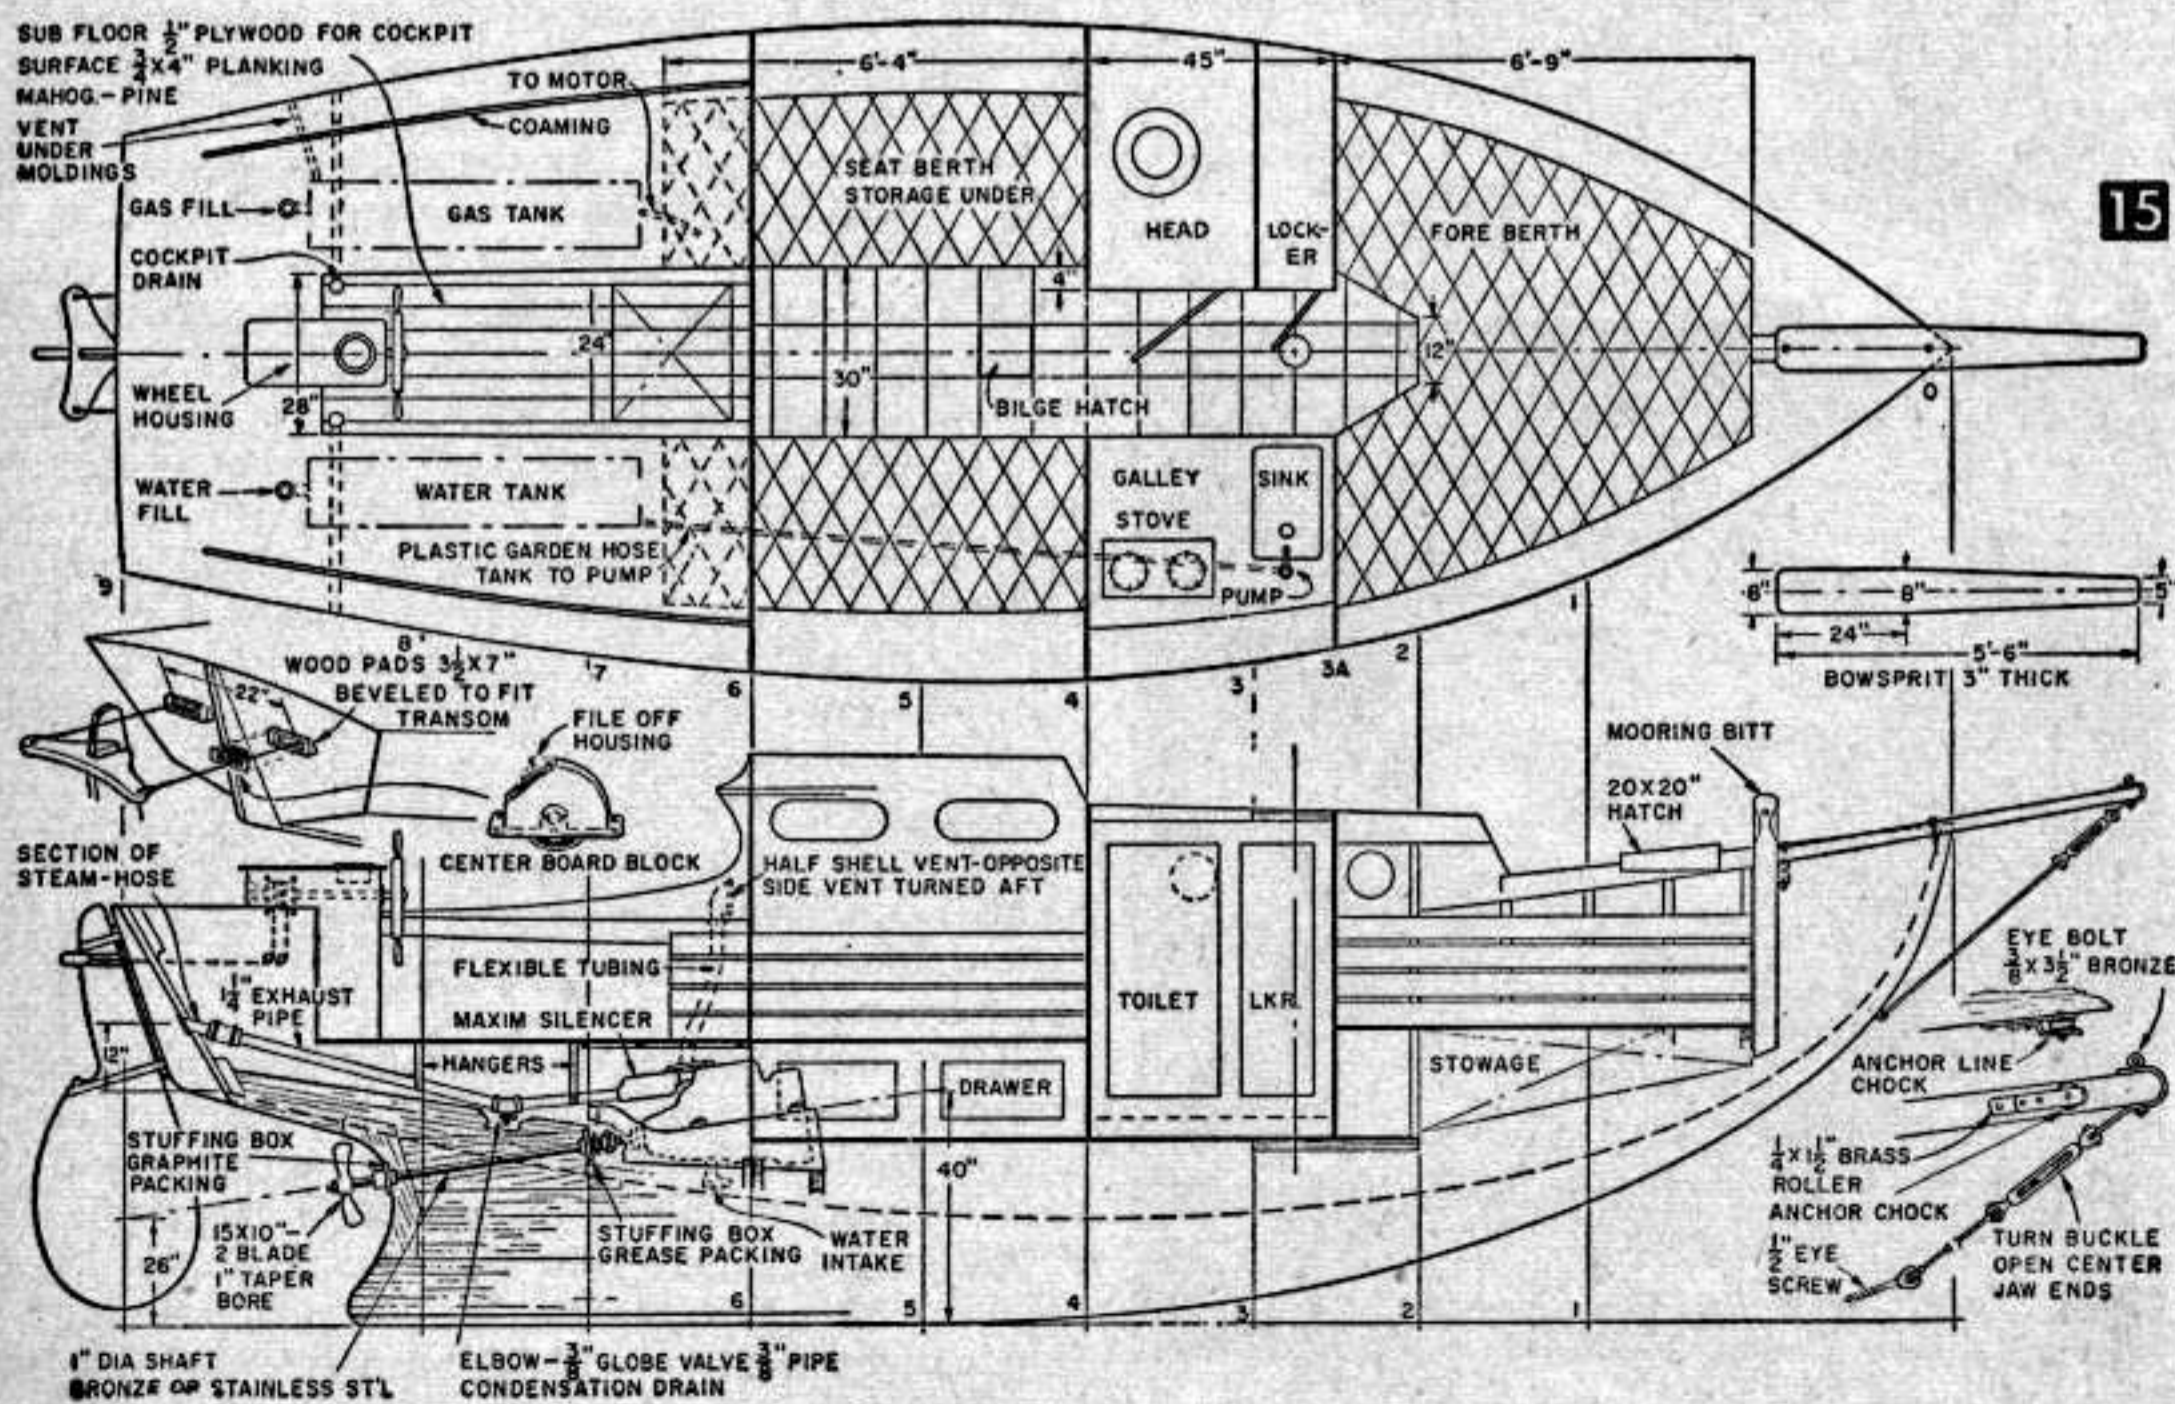 SUB FLOOR 1/2" PLYWOOD FOR COCKPIT
SURFACE 3/4 X 4" PLANKING
MAHOG.-PINE
VENT
UNDER
MOLDINGS
TO MOTOR
COAMING
6'-4"
45"
6'-9"
15
GAS FILL
GAS TANK
SEAT BERTH
STORAGE UNDER
HEAD
LOCK-
ER
FORE BERTH
COCKPIT
DRAIN
4"
24"
30"
12"
WHEEL
HOUSING
28"
BILGE HATCH
WATER
FILL
WATER TANK
GALLEY
STOVE
SINK
PLASTIC GARDEN HOSE
TANK TO PUMP
PUMP
9
8
7
6
5
4
3
3A
2
1
6"
8"
5"
24"
5'-6"
BOWSPRIT 3" THICK
WOOD PADS 3 1/2 X 7"
BEVELED TO FIT
TRANSOM
22"
FILE OFF
HOUSING
CENTER BOARD BLOCK
MOORING BITT
20X20"
HATCH
SECTION OF
STEAM-HOSE
HALF SHELL VENT-OPPOSITE
SIDE VENT TURNED AFT
FLEXIBLE TUBING
1 1/4" EXHAUST
PIPE
MAXIM SILENCER
TOILET
LKR
EYE BOLT
3 1/2" BRONZE
12"
HANGERS
DRAWER
STOWAGE
ANCHOR LINE
CHOCK
STUFFING BOX
GRAPHITE
PACKING
40"
1/4 X 1 1/2" BRASS
ROLLER
ANCHOR CHOCK
26"
15X10"-
2 BLADE
1" TAPER
BORE
STUFFING BOX
GREASE PACKING
WATER
INTAKE
1/2" EYE
SCREW
TURN BUCKLE
OPEN CENTER
JAW ENDS
6
5
4
3
2
1
1" DIA SHAFT
BRONZE OR STAINLESS ST'L
ELBOW-3/8" GLOBE VALVE 3/8" PIPE
CONDENSATION DRAIN